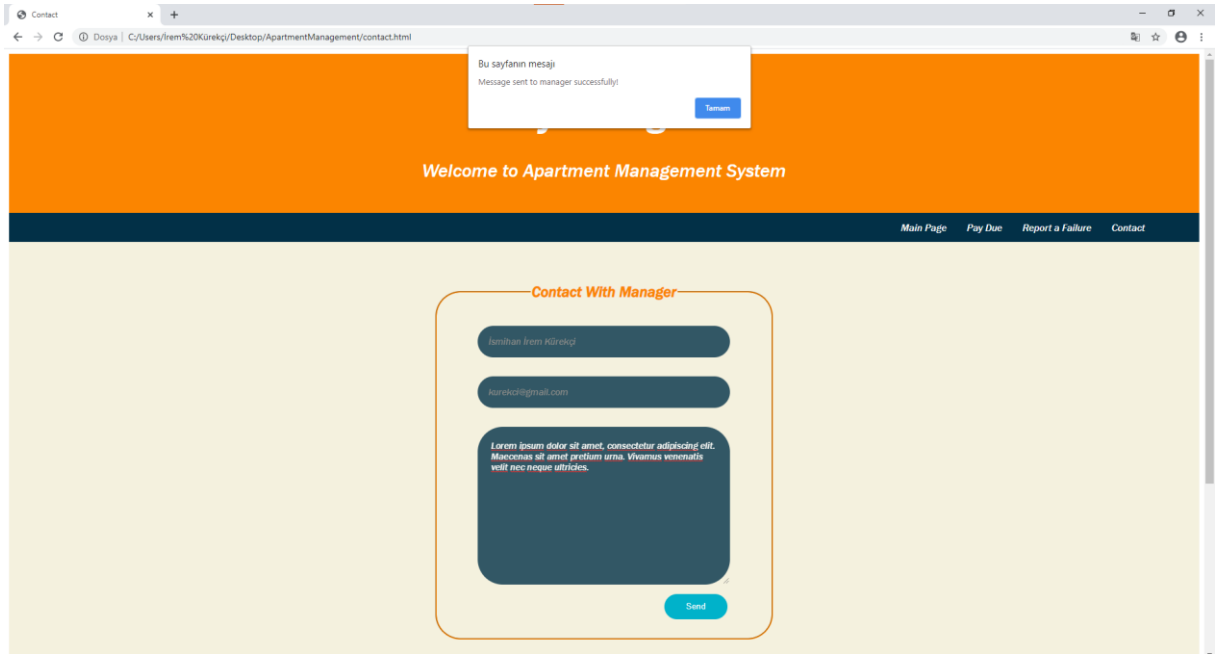 Contact
Dosya | C:/Users/İrem%20Kürekçi/Desktop/ApartmentManagement/contact.html
Bu sayfanın mesajı
Message sent to manager successfully!
Tamam
Welcome to Apartment Management System
Main Page Pay Due Report a Failure Contact
Contact With Manager
Ismihan İrem Kürekçi
kurekci@gmail.com
Lorem ipsum dolor sit amet, consectetur adipiscing elit.
Maecenas sit amet pretium urna. Vivamus venenatis
velit nec neque ultricies.
Send